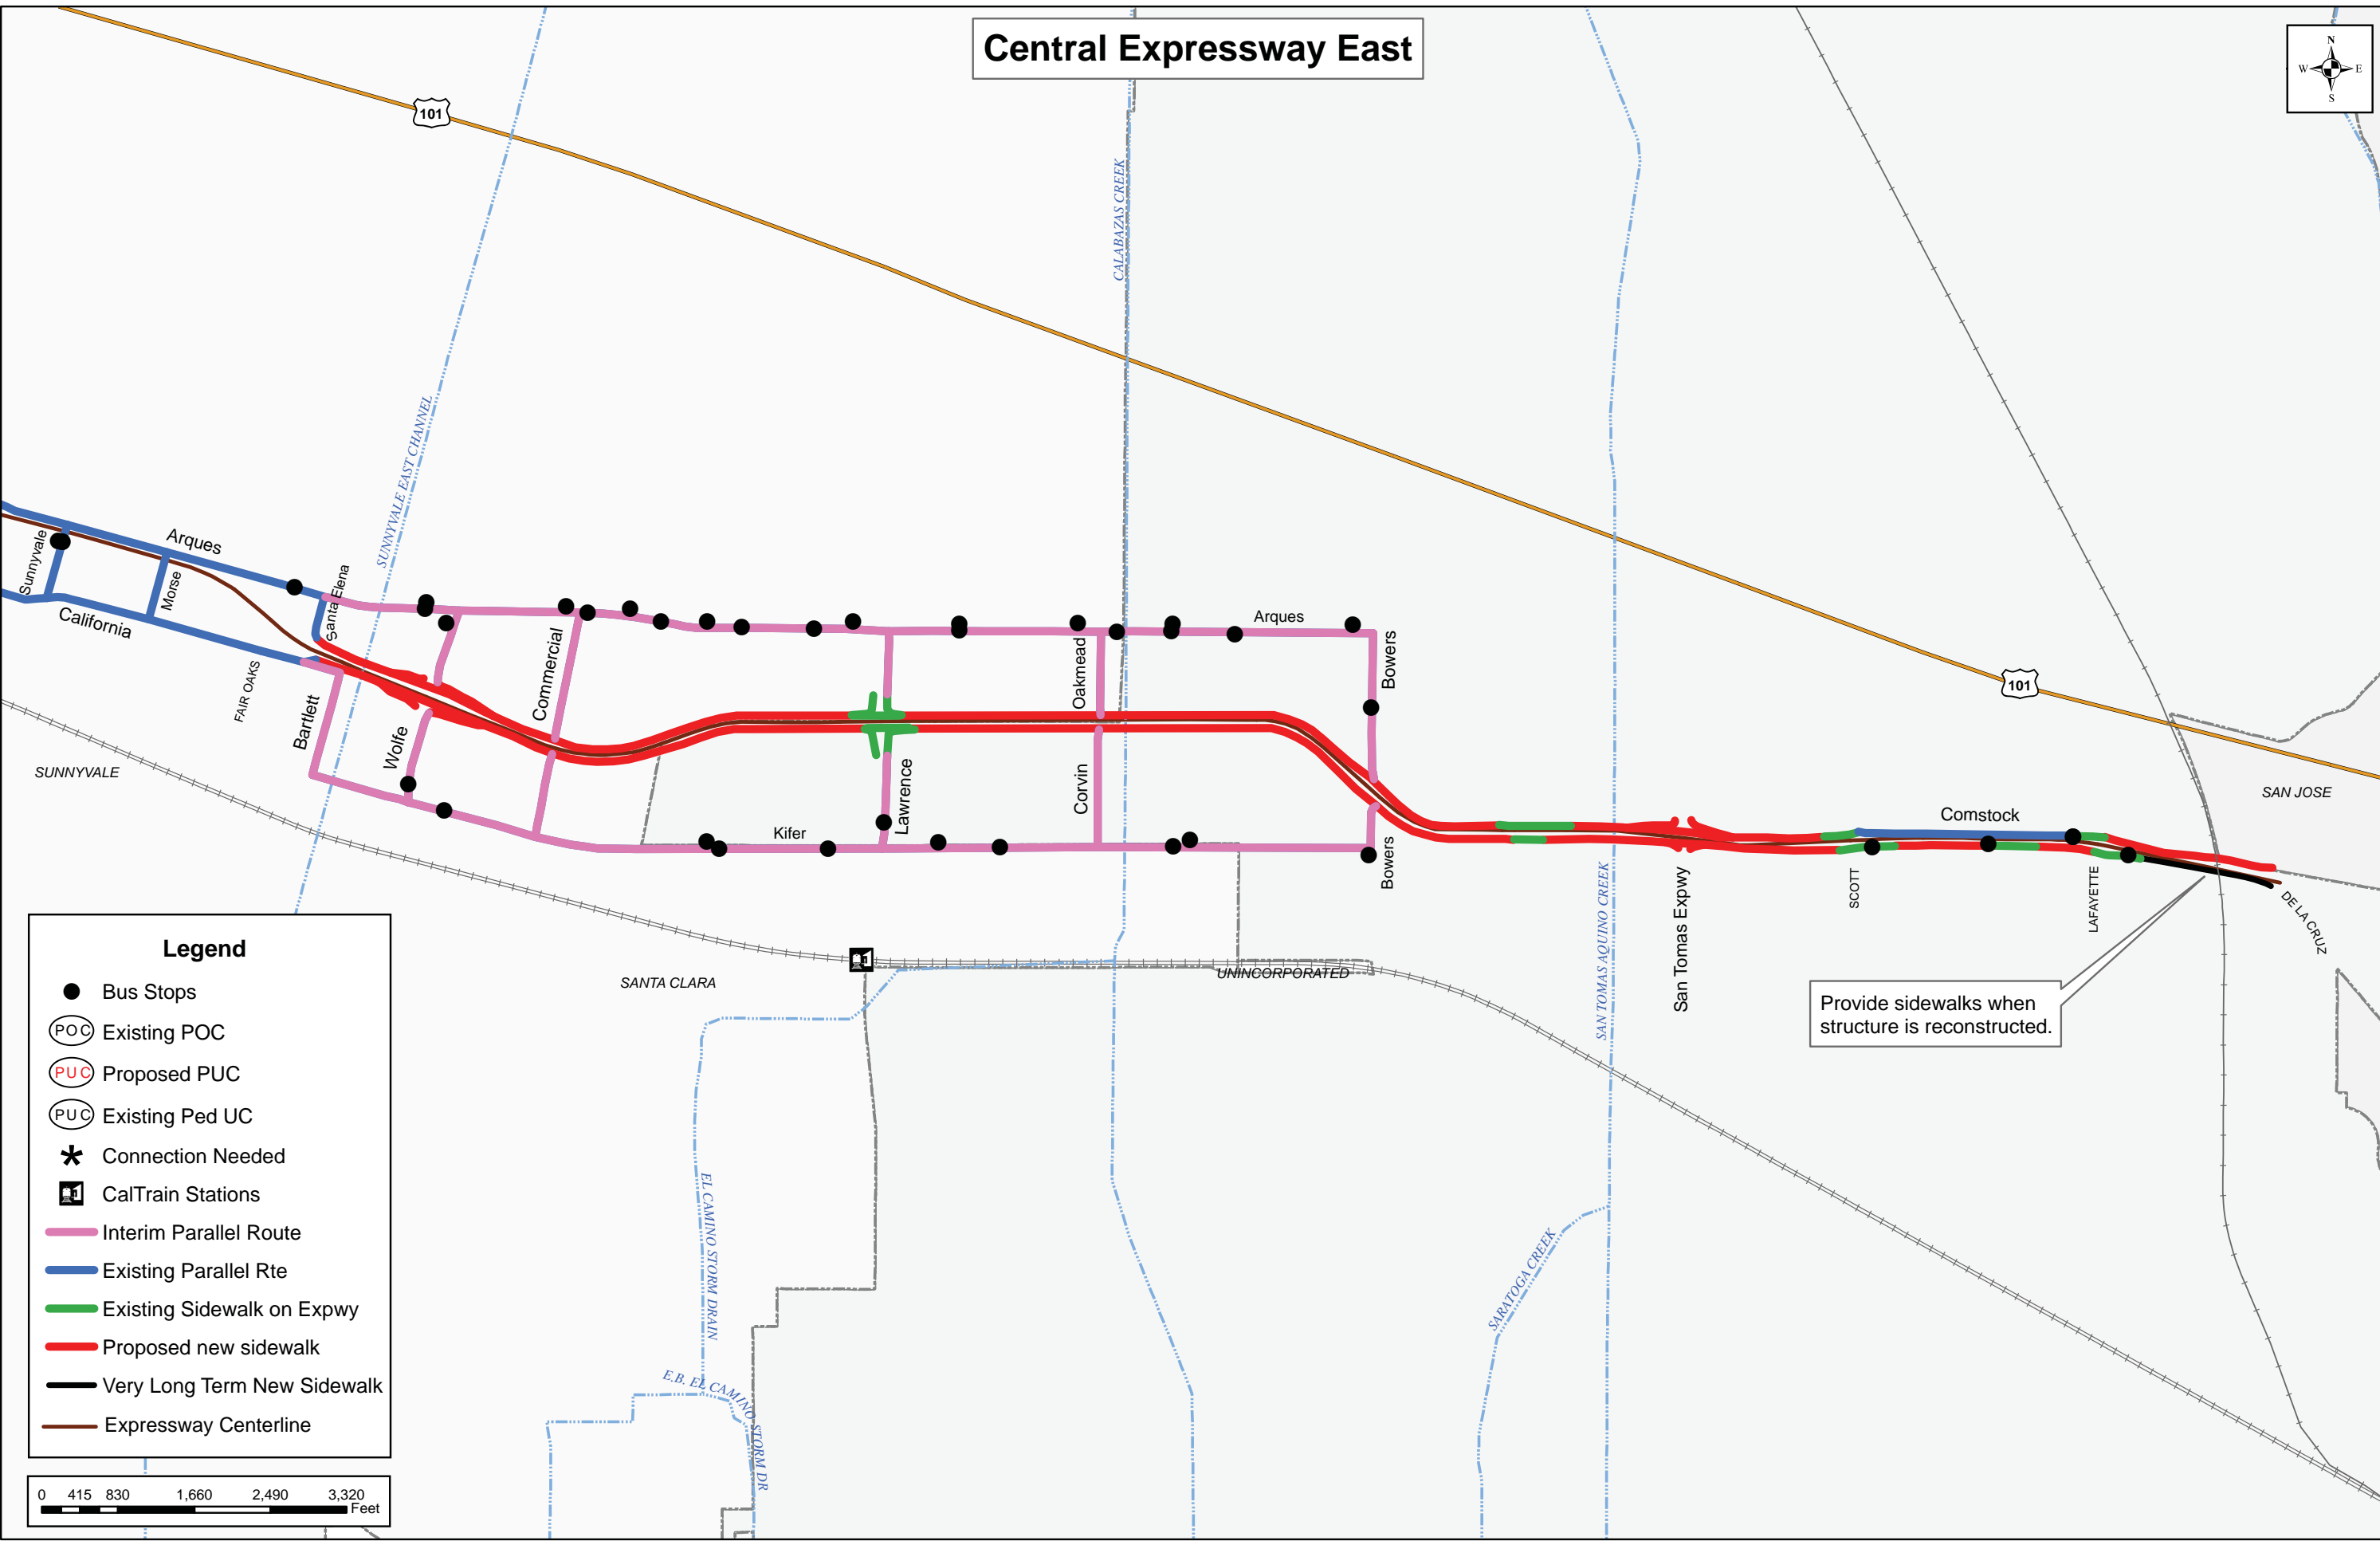 Central Expressway East
N
W
E
S
101
CALABAZAS CREEK
SUNNYVALE EAST CHANNEL
Arques
Sunnyvale
Morse
Santa Elena
California
FAIR OAKS
Bartlett
Wolfe
Commercial
Arques
Oakmead
Bowers
101
SUNNYVALE
Lawrence
Corvin
Kifer
Bowers
SAN JOSE
Comstock
SAN TOMAS AQUINO CREEK
San Tomas Expwy
SCOTT
LAFAYETTE
DE LA CRUZ
SANTA CLARA
UNINCORPORATED
Provide sidewalks when
structure is reconstructed.
EL CAMINO STORM DRAIN
SARATOGA CREEK
E.B. EL CAMINO STORM DR
Legend
Bus Stops
POC Existing POC
PUC Proposed PUC
PUC Existing Ped UC
Connection Needed
CalTrain Stations
Interim Parallel Route
Existing Parallel Rte
Existing Sidewalk on Expwy
Proposed new sidewalk
Very Long Term New Sidewalk
Expressway Centerline
0 415 830 1,660 2,490 3,320
Feet